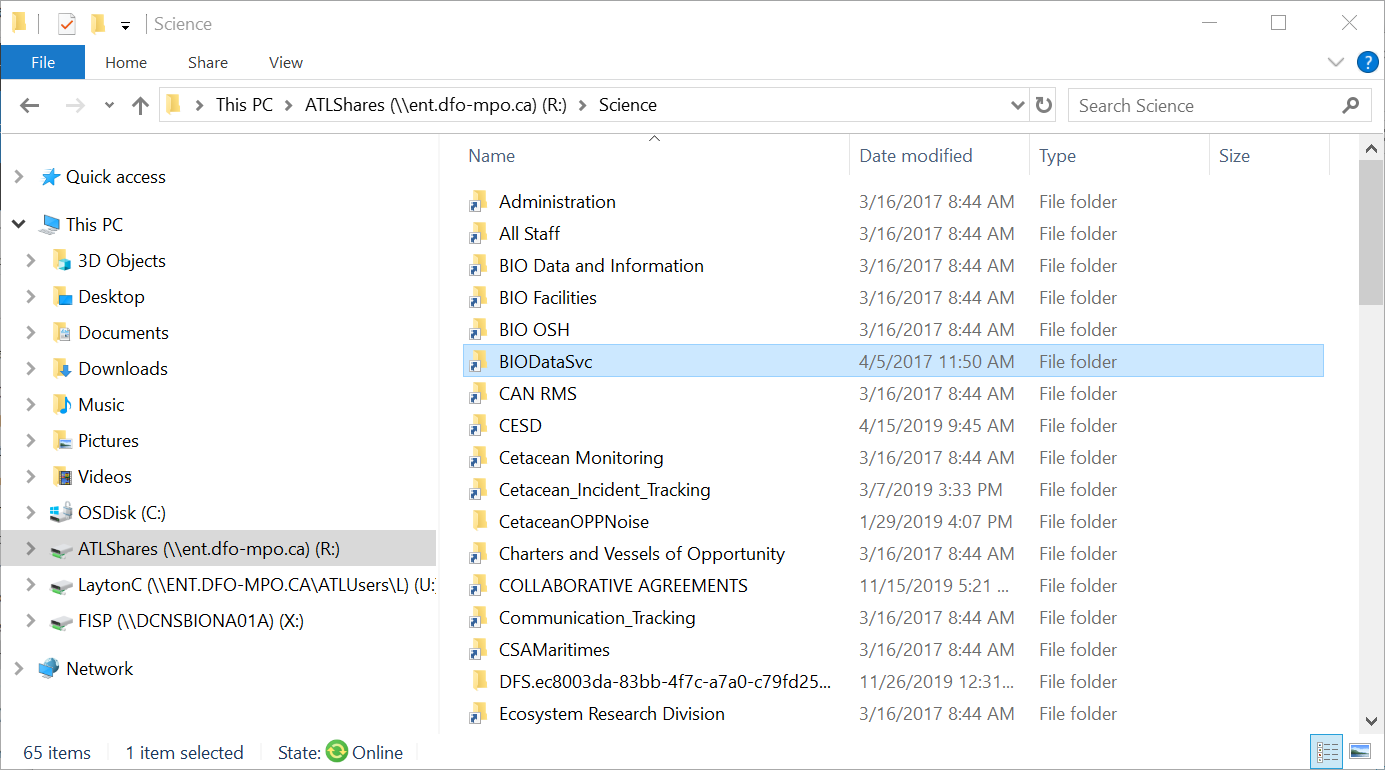 Science
File Home Share View ?
This PC ATLShares (\\ent.dfo-mpo.ca) (R:) Science Search Science
Quick access
This PC
3D Objects
Desktop
Documents
Downloads
Music
Pictures
Videos
OSDisk (C:)
ATLShares (\\ent.dfo-mpo.ca) (R:)
LaytonC (\\ENT.DFO-MPO.CA\ATLUsers\L) (U:
FISP (\\DCNSBIONA01A) (X:)
Network
Name Date modified Type Size
Administration 3/16/2017 8:44 AM File folder
All Staff 3/16/2017 8:44 AM File folder
BIO Data and Information 3/16/2017 8:44 AM File folder
BIO Facilities 3/16/2017 8:44 AM File folder
BIO OSH 3/16/2017 8:44 AM File folder
BIODataSvc 4/5/2017 11:50 AM File folder
CAN RMS 3/16/2017 8:44 AM File folder
CESD 4/15/2019 9:45 AM File folder
Cetacean Monitoring 3/16/2017 8:44 AM File folder
Cetacean_Incident_Tracking 3/7/2019 3:33 PM File folder
CetaceanOPPNoise 1/29/2019 4:07 PM File folder
Charters and Vessels of Opportunity 3/16/2017 8:44 AM File folder
COLLABORATIVE AGREEMENTS 11/15/2019 5:21 ... File folder
Communication_Tracking 3/16/2017 8:44 AM File folder
CSAMaritimes 3/16/2017 8:44 AM File folder
DFS.ec8003da-83bb-4f7c-a7a0-c79fd25... 11/26/2019 12:31... File folder
Ecosystem Research Division 3/16/2017 8:44 AM File folder
65 items 1 item selected State: Online